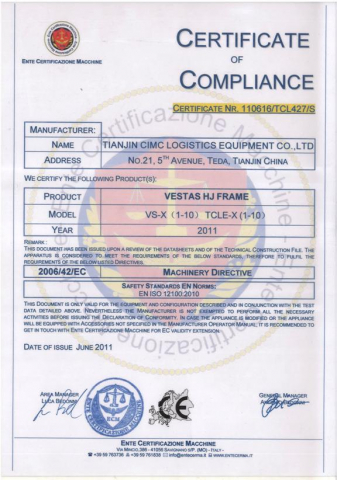 ENTE CERTIFICAZIONE MACCHINE
CERTIFICATE
OF
COMPLIANCE
CERTIFICATE NR. 110616/TCL427/S
MANUFACTURER:
NAME TIANJIN CIMC LOGISTICS EQUIPMENT CO.,LTD
ADDRESS NO.21, 5TH AVENUE, TEDA, TIANJIN CHINA
WE CERTIFY THE FOLLOWING PRODUCT(S):
PRODUCT VESTAS HJ FRAME
MODEL VS-X (1-10) TCLE-X (1-10)
YEAR 2011
REMARK:
THIS DOCUMENT HAS BEEN ISSUED UPON A REVIEW OF THE DATASHEETS AND OF THE TECHNICAL CONSTRUCTION FILE. THE
APPARATUS IS CONSIDERED TO MEET THE REQUIREMENTS OF THE BELOW STANDARDS, THEREFORE TO FULFIL THE
REQUIREMENTS OF THE BELOW LISTED DIRECTIVES.
2006/42/EC MACHINERY DIRECTIVE
SAFETY STANDARDS EN NORMS:
EN ISO 12100:2010
THIS DOCUMENT IS ONLY VALID FOR THE EQUIPMENT AND CONFIGURATION DESCRIBED AND IN CONJUNCTION WITH THE TEST
DATA DETAILED ABOVE. NEVERTHELESS THE MANUFACTURER IS NOT EXEMPTED TO PERFORM ALL THE NECESSARY
ACTIVITIES BEFORE ISSUING THE DECLARATION OF CONFORMITY. IN CASE THE APPLIANCE IS MODIFIED OR THE APPLIANCE
WILL BE EQUIPPED WITH ACCESSORIES NOT SPECIFIED IN THE MANUFACTURER OPERATOR MANUAL, IT IS RECOMMENDED TO
GET IN TOUCH WITH ENTE CERTIFICAZIONE MACCHINE FOR EC VALIDITY EXTENSION.
DATE OF ISSUE JUNE 2011
AREA MANAGER
LUCA BEDONNI
ECM
CE
GENERAL MANAGER
ENTE CERTIFICAZIONE MACCHINE